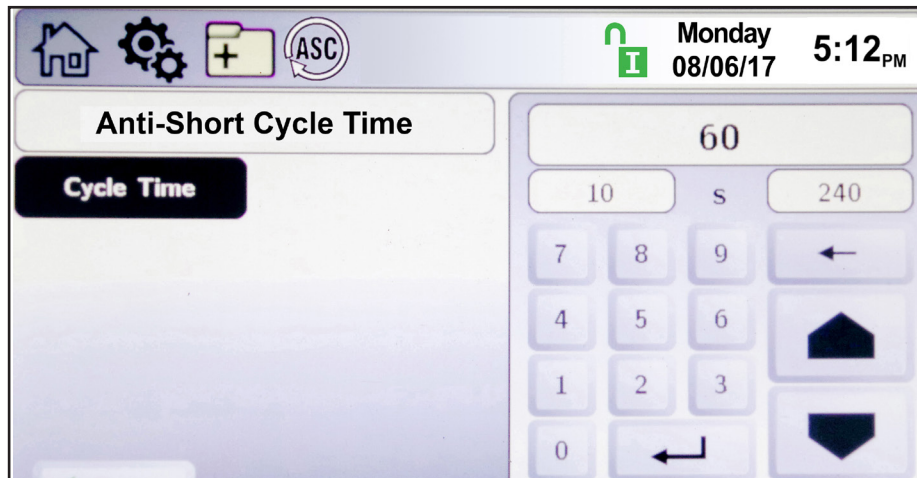 ASC
I
Monday
08/06/17
5:12PM
Anti-Short Cycle Time
Cycle Time
60
10 s 240
7 8 9
4 5 6
1 2 3
0